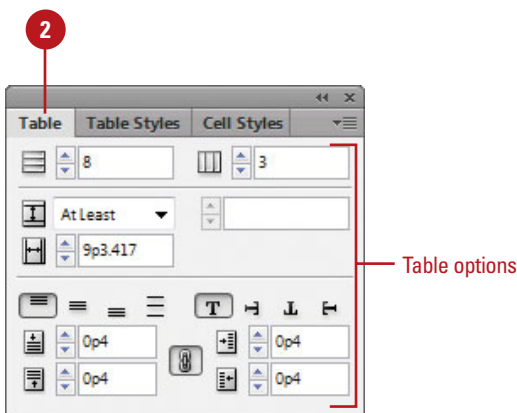 2
Table Table Styles Cell Styles
8 3
At Least
9p3.417
Table options
T T T T
0p4 0p4
0p4 0p4